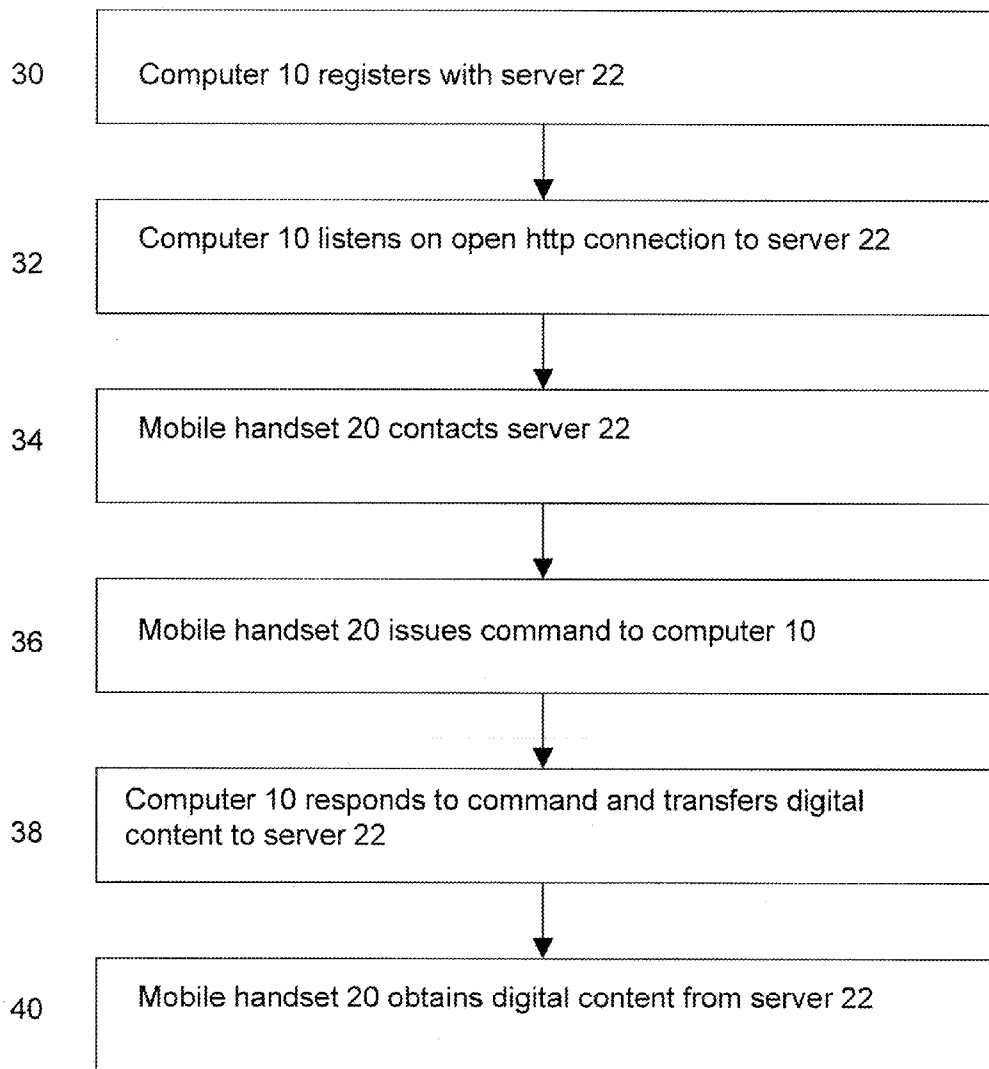 30 Computer 10 registers with server 22
32 Computer 10 listens on open http connection to server 22
34 Mobile handset 20 contacts server 22
36 Mobile handset 20 issues command to computer 10
38 Computer 10 responds to command and transfers digital
content to server 22
40 Mobile handset 20 obtains digital content from server 22